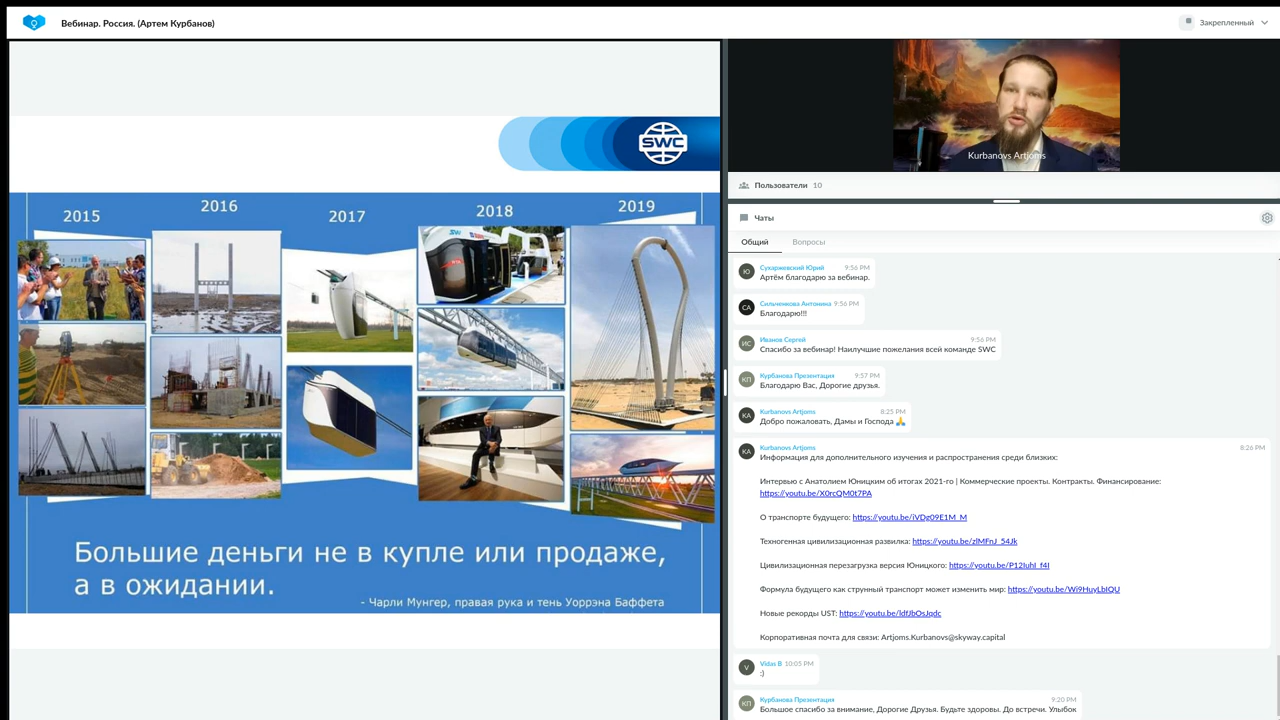 Вебинар. Россия. (Артем Курбанов)
Закрепленный
SWC
2015
2016
2017
2018
2019
Большие деньги не в купле или продаже,
а в ожидании.
- Чарли Мунгер, правая рука и тень Уоррэна Баффета
Kurbanovs Artjoms
Пользователи 10
Чаты
Общий Вопросы
Ю Сухаржевский Юрий 9:56 PM
Артём благодарю за вебинар.
СА Сильченкова Антонина 9:56 PM
Благодарю!!!
ИС Иванов Сергей 9:56 PM
Спасибо за вебинар! Наилучшие пожелания всей команде SWC
КП Курбанова Презентация 9:57 PM
Благодарю Вас, Дорогие друзья.
KA Kurbanovs Artjoms 8:25 PM
Добро пожаловать, Дамы и Господа 🙏
KA Kurbanovs Artjoms 8:26 PM
Информация для дополнительного изучения и распространения среди близких:
Интервью с Анатолием Юницким об итогах 2021-го | Коммерческие проекты. Контракты. Финансирование:
https://youtu.be/X0rcQM0t7PA
О транспорте будущего: https://youtu.be/iVDg09E1M_M
Техногенная цивилизационная развилка: https://youtu.be/zlMFnJ_54Jk
Цивилизационная перезагрузка версия Юницкого: https://youtu.be/P12IuhI_f4I
Формула будущего как струнный транспорт может изменить мир: https://youtu.be/Wi9HuyLbIQU
Новые рекорды UST: https://youtu.be/ldfJbOsJqdc
Корпоративная почта для связи: Artjoms.Kurbanovs@skyway.capital
V Vidas B 10:05 PM
:)
КП Курбанова Презентация 9:20 PM
Большое спасибо за внимание, Дорогие Друзья. Будьте здоровы. До встречи. Улыбок